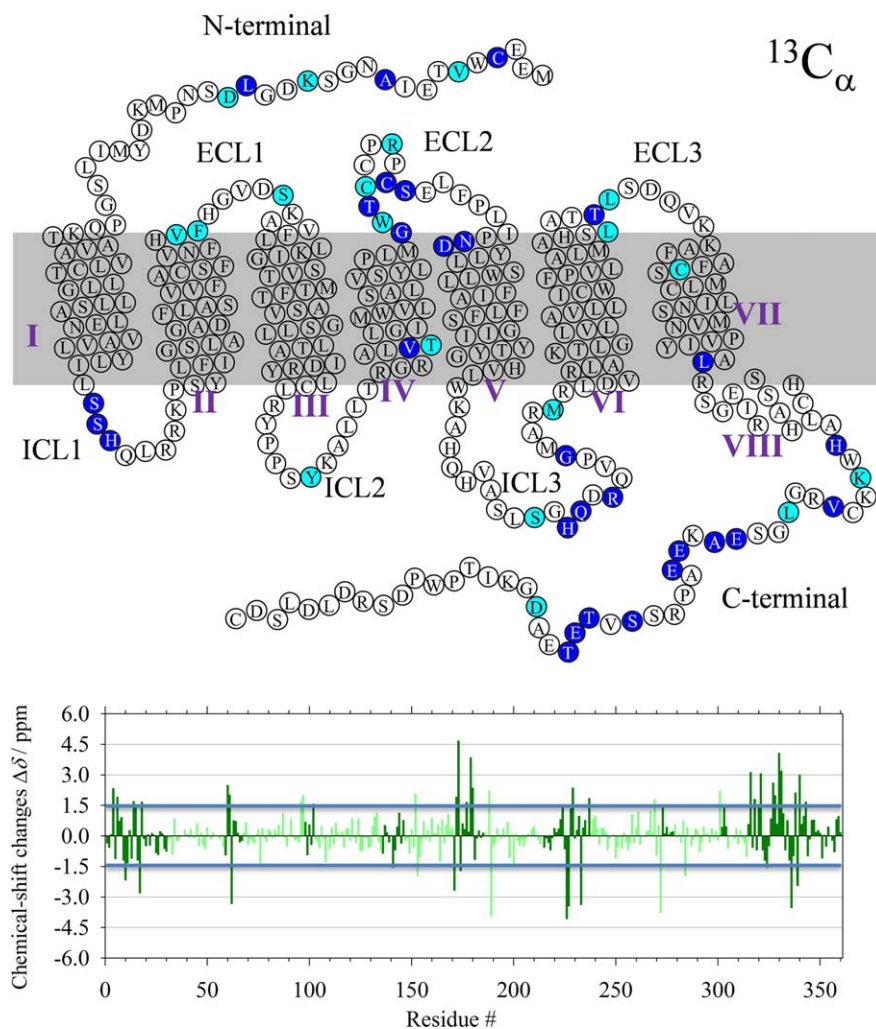 N-terminal
¹³Cα
K M P N S D L G D K S G N A I E T V W C E E M
D
L I M Y
S
G
P
ECL1
H G V D S
ECL2
P R
C P
C C S E L F P L
T
W
G
D N
ECL3
T L S D Q V K
T K Q P
A V A
T C L V
G L L
A S L L
L E N L
L V A V
I L Y
I
H V F
V N F
A C S F
V V F
F L A S
G A D
G S L
L F I
P S Y
II
A K
L F V
G I K L
T V S
T F T M
V S A
L L S G
A T L
R Y D I
L C L
III
P L M
V S Y L
L A S
M W V L
L G I
A L V T
R G R
IV
P I
L L Y
S W L
F I A
L F S
I I
G Y T
V H
V
A T
A H S L
A L M
F P V L
W C I
L V L
L L
G L T K
L D V
VI
K
F A
S C F A
C L M
S I N L
V N S M
Y I V P
L A
VII
L
S
S
H Q L R R K P
ICL1
T
L
L
A
K
Y
S
P
P
Y
R
ICL2
W
K
A
H
Q
H V
A
S
L S G H Q D R Q
V
P
G
M
A
R M R
ICL3
R
S
G
E S S A H
I R H C L A
VIII
H
W
K
K
C V R G
L
S G
E
A
K
E
E
A
P
R S S V T
E
T
E
A
D
C-terminal
C D S L D L D R S D P W P T I K G
Chemical-shift changes Δδ / ppm
6.0
4.5
3.0
1.5
0.0
-1.5
-3.0
-4.5
-6.0
0 50 100 150 200 250 300 350
Residue #